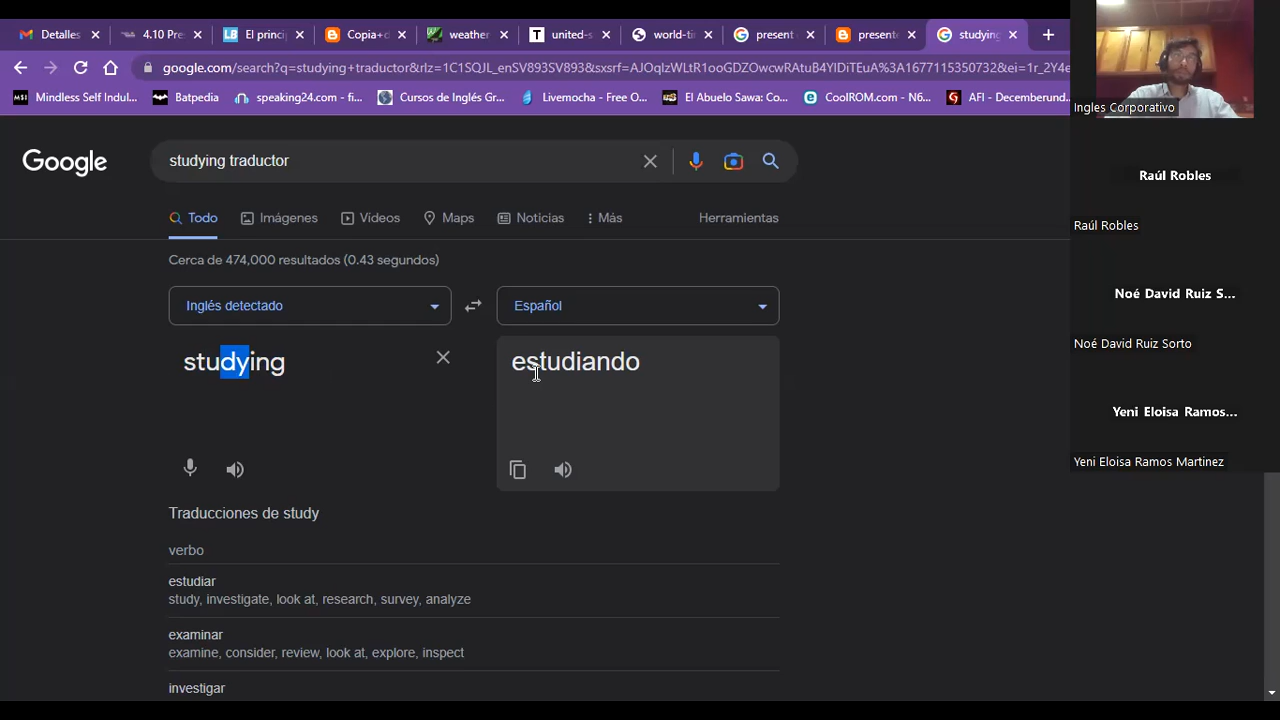 Detalles
4.10 Pre
El princi
Copia+d
weather
united-s
world-ti
present
present
studying
google.com/search?q=studying+traductor&rlz=1C1SQJL_enSV893SV893&sxsrf=AJOqlzWLtR1ooGDZOwcwRAtuB4YlDiTEuA%3A1677115350732&ei=1r_2Y4e
Mindless Self Indul...
Batpedia
speaking24.com - fi...
Cursos de Inglés Gr...
Livemocha - Free O...
El Abuelo Sawa: Co...
CoolROM.com - N6...
AFI - Decemberund
Google
studying traductor
Todo
Imágenes
Videos
Maps
Noticias
Más
Herramientas
Cerca de 474,000 resultados (0.43 segundos)
Inglés detectado
Español
studying
estudiando
Traducciones de study
verbo
estudiar
study, investigate, look at, research, survey, analyze
examinar
examine, consider, review, look at, explore, inspect
investigar
Ingles Corporativo
Raúl Robles
Raúl Robles
Noé David Ruiz S...
Noé David Ruiz Sorto
Yeni Eloisa Ramos...
Yeni Eloisa Ramos Martinez